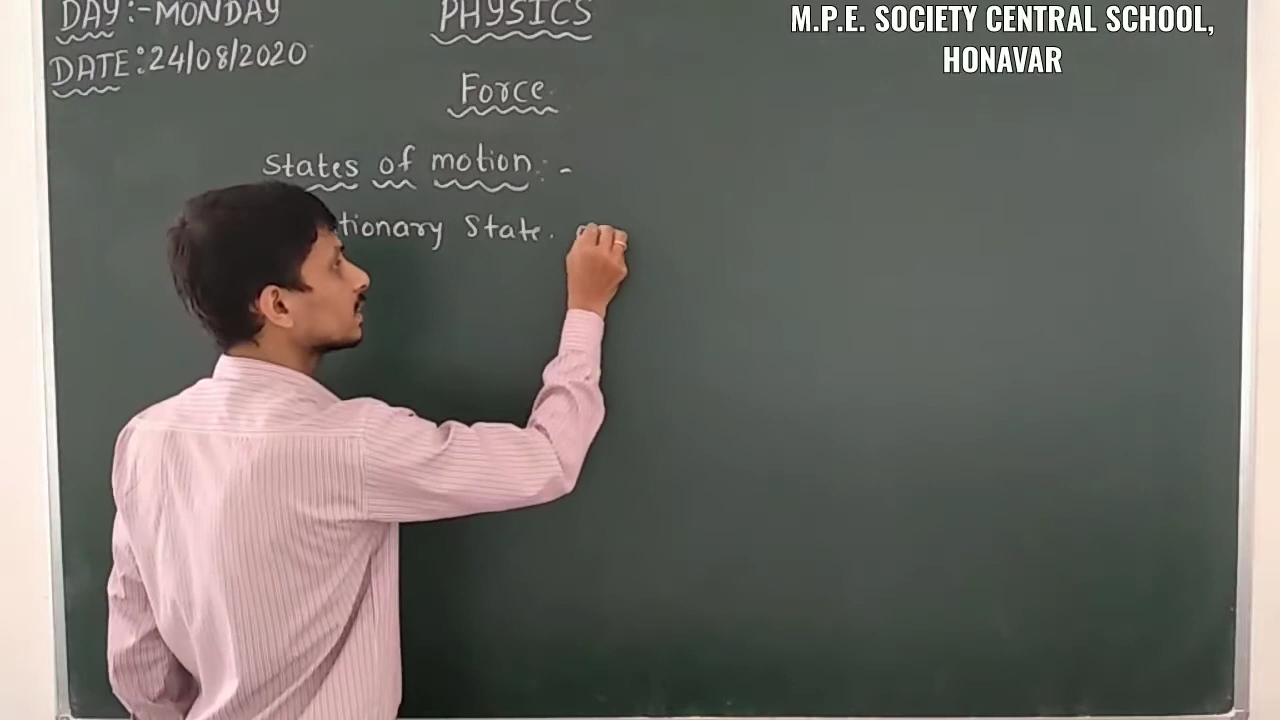 DAY:-MONDAY
DATE:24/08/2020
PHYSICS
M.P.E. SOCIETY CENTRAL SCHOOL,
HONAVAR
Force
States of motion:-
tionary State.